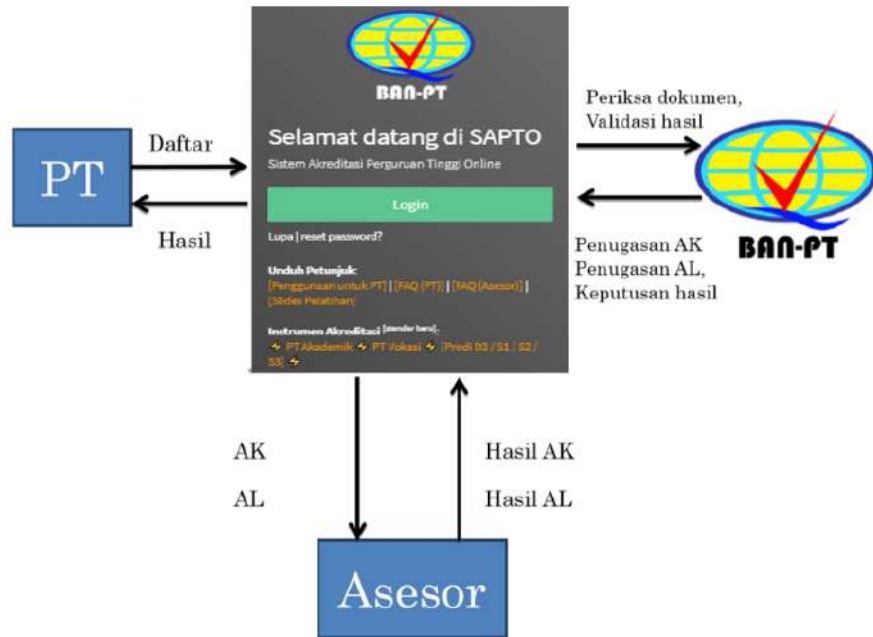 BAN-PT
Selamat datang di SAPTO
Sistem Akreditasi Perguruan Tinggi Online
Login
Lupa | reset password?
Unduh Petunjuk:
[Penggunaan untuk PT] | [FAQ (PT)] | [FAQ (Asesor)] |
[Slides Pelatihan]
Instrumen Akreditasi [standar baru]:
PT Akademik PT Vokasi [Prodi D3 / S1 / S2 /
S3]
PT
Daftar
Hasil
Periksa dokumen,
Validasi hasil
BAN-PT
Penugasan AK
Penugasan AL,
Keputusan hasil
AK
AL
Hasil AK
Hasil AL
Asesor